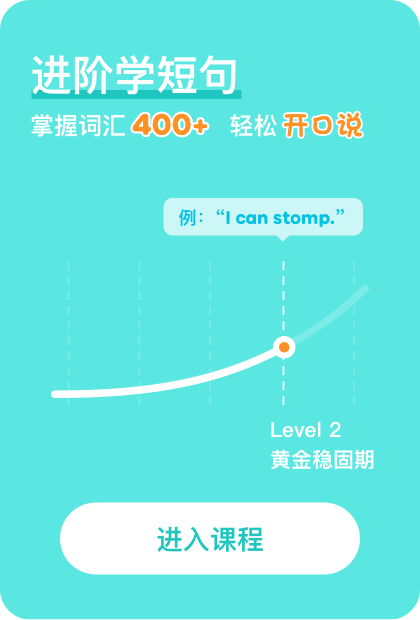 进阶学短句
掌握词汇 400+ 轻松 开口说
例：“I can stomp.”
Level 2
黄金稳固期
进入课程